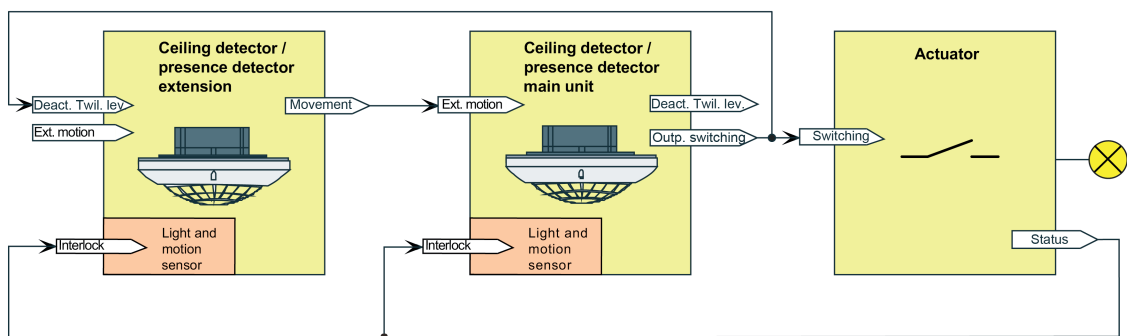 Ceiling detector /
presence detector
extension
Deact. Twil. lev.
Ext. motion
Movement
Interlock
Light and
motion
sensor
Ceiling detector /
presence detector
main unit
Ext. motion
Deact. Twil. lev.
Outp. switching
Interlock
Light and
motion
sensor
Actuator
Switching
Status